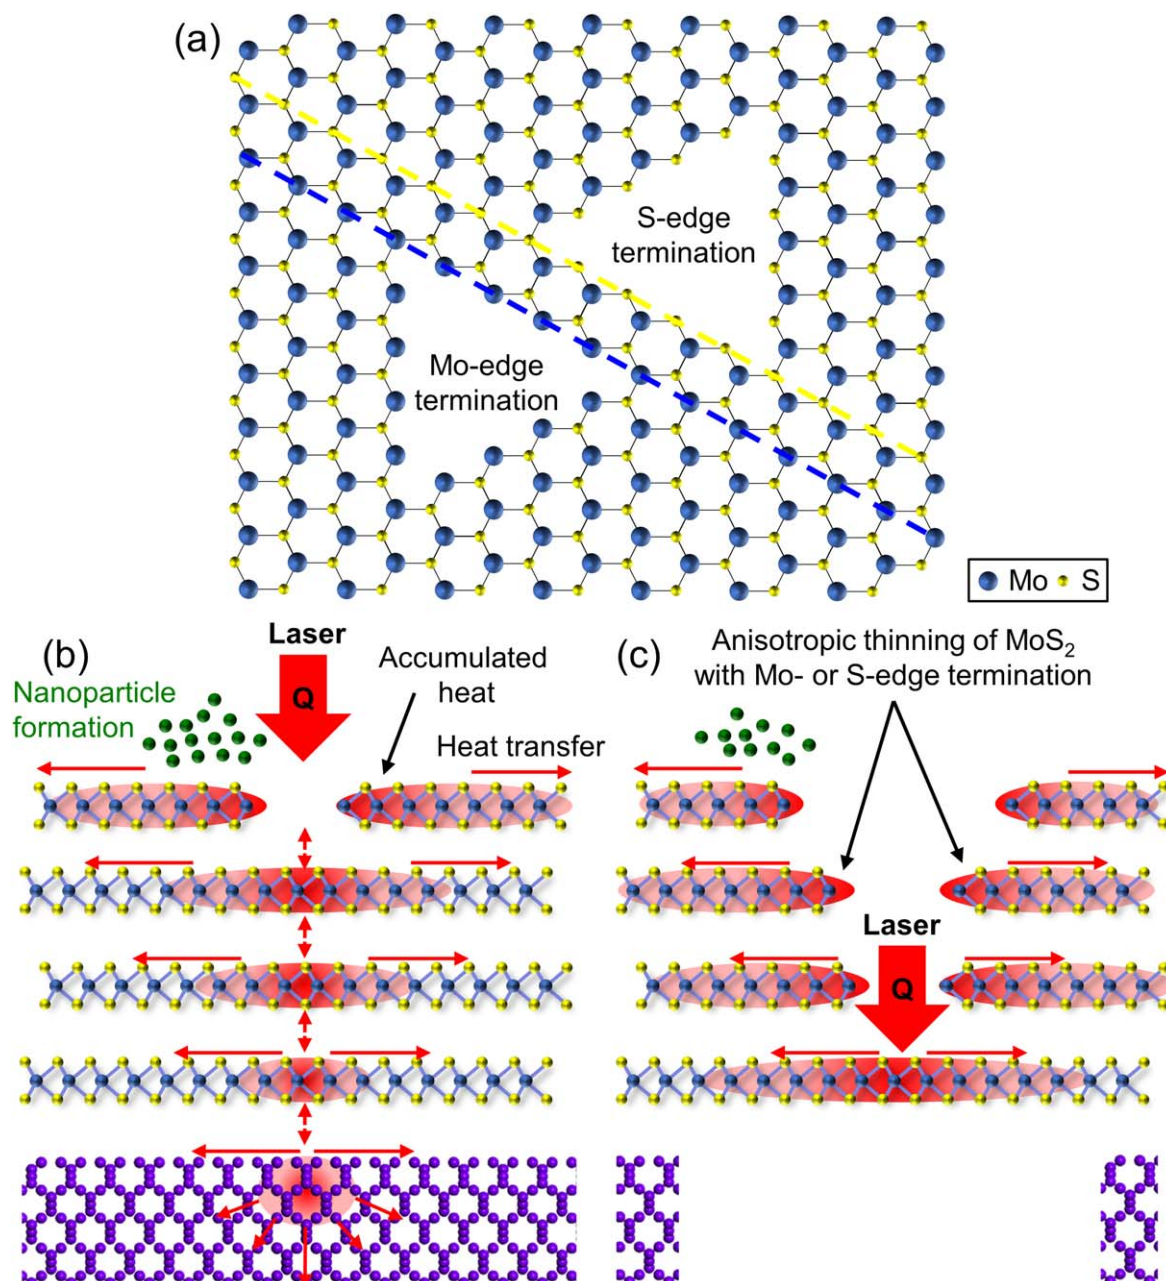 (a)
S-edge
termination
Mo-edge
termination
Mo S
(b)
Laser
Q
Nanoparticle
formation
Accumulated
heat
Heat transfer
(c)
Anisotropic thinning of MoS₂
with Mo- or S-edge termination
Laser
Q